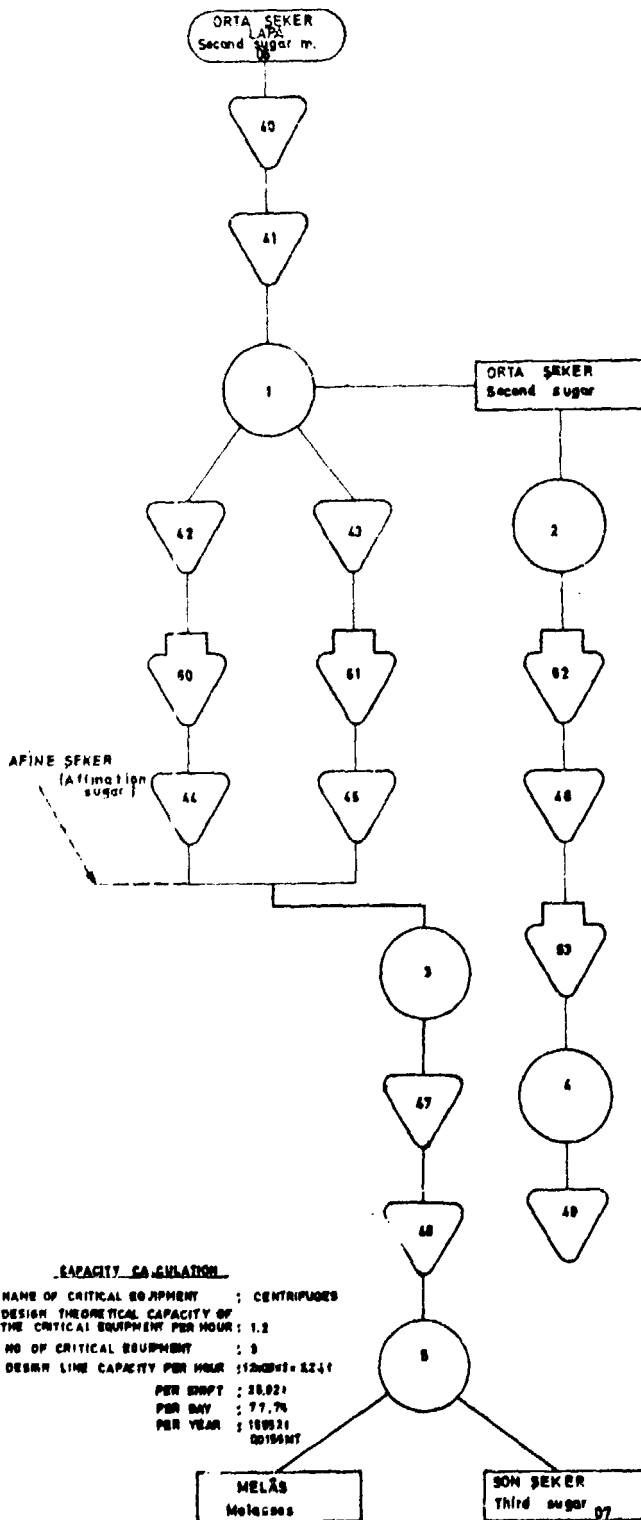 ORTA ŞEKER
LAPA
Second sugar m.
06
40
41
1
ORTA ŞEKER
Second sugar
42
43
2
60
61
62
AFİNE ŞEKER
(Affination
sugar)
44
45
46
63
3
47
4
48
49
CAPACITY CALCULATION
NAME OF CRITICAL EQUIPMENT ; CENTRIFUGES
DESIGN THEORETICAL CAPACITY OF
THE CRITICAL EQUIPMENT PER HOUR ; 1.2
NO OF CRITICAL EQUIPMENT ; 3
DESIGN LINE CAPACITY PER HOUR ;
PER SHIFT ;
PER DAY ;
PER YEAR ;
5
MELÂS
Melasses
SON ŞEKER
Third sugar 07